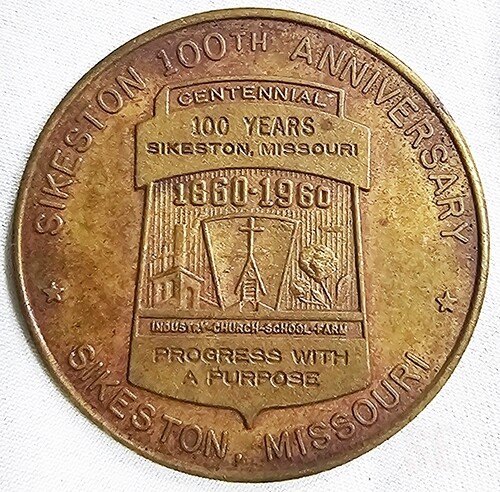 SIKESTON 100TH ANNIVERSARY
CENTENNIAL
100 YEARS
SIKESTON, MISSOURI
1860-1960
INDUSTRY-CHURCH-SCHOOL-FARM
PROGRESS WITH
A PURPOSE
SIKESTON, MISSOURI